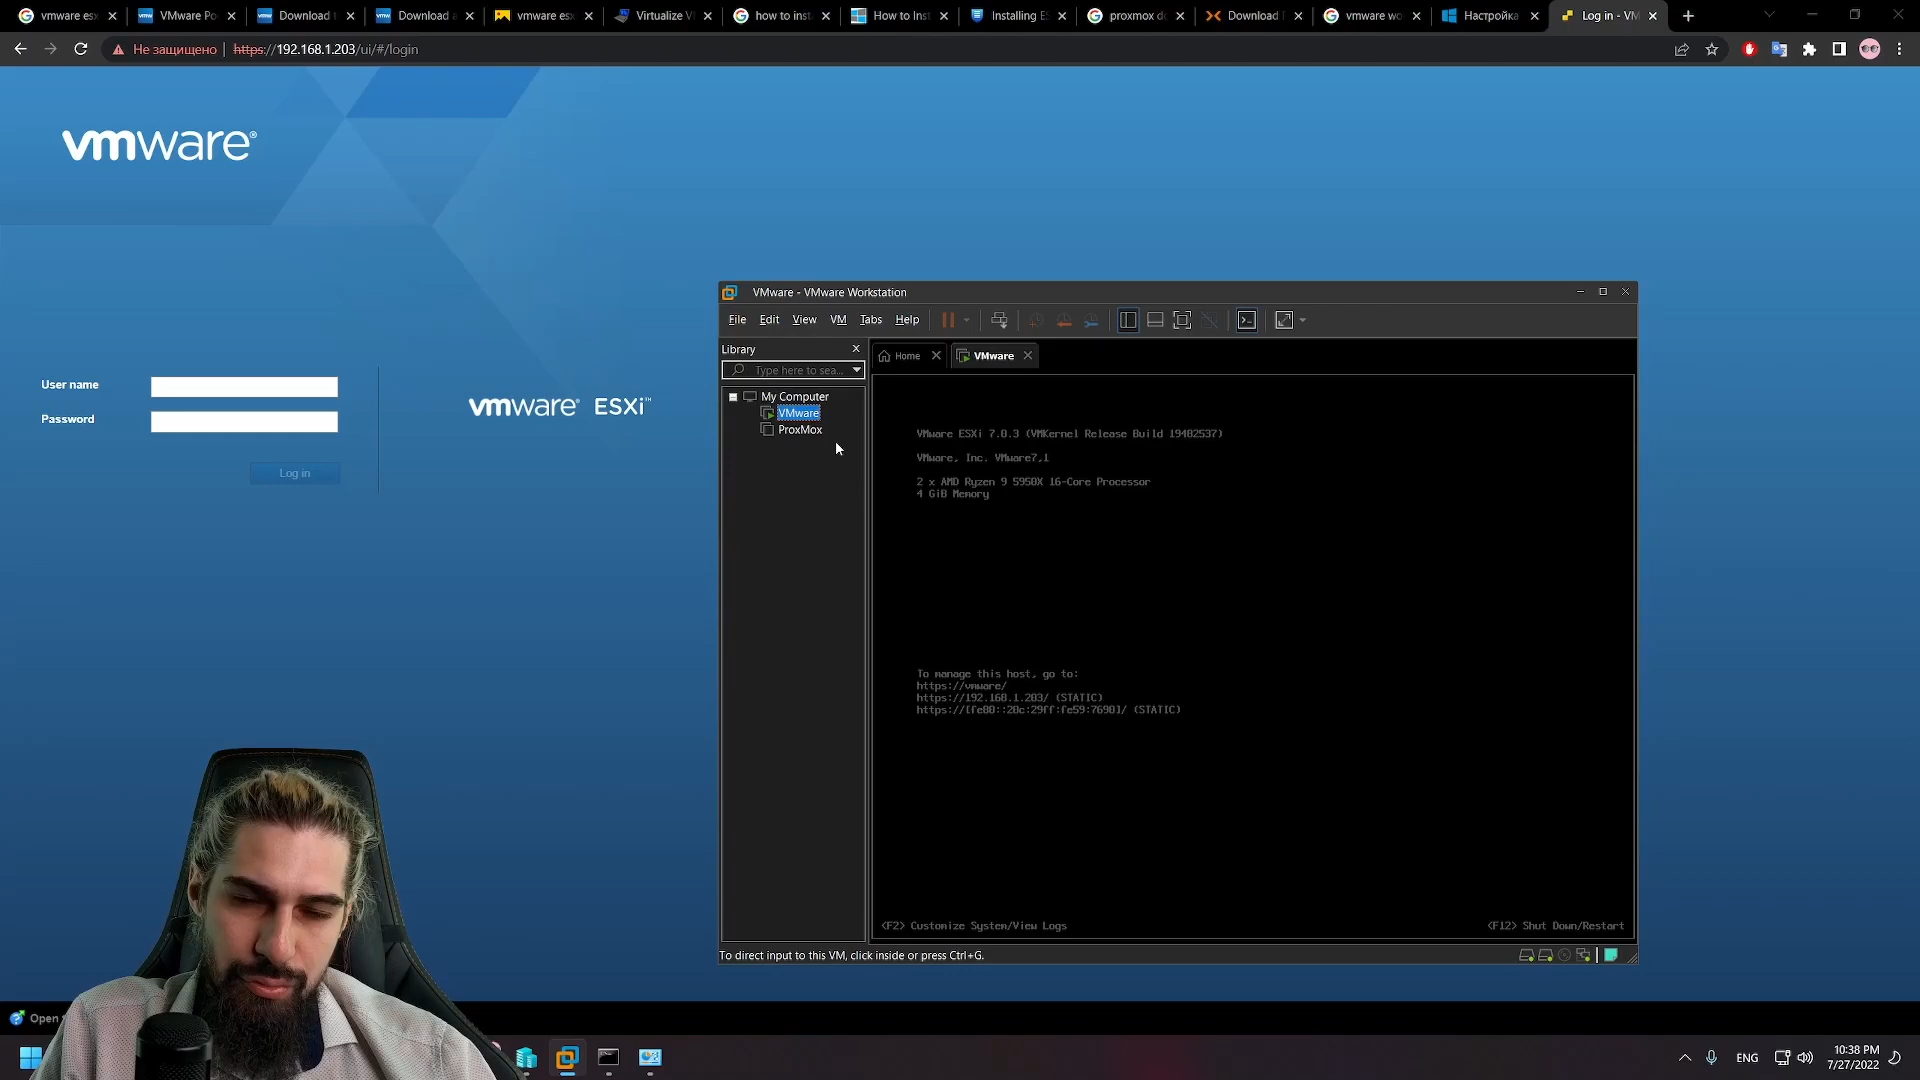 vmware esx
VMware Po
Download t
Download a
vmware esx
Virtualize V
how to inst
How to Inst
Installing E
proxmox d
Download
vmware wo
Настройка
Log in - VM
Не защищено
https://192.168.1.203/ui/#/login
vmware®
User name
Password
Log in
vmware® ESXi™
VMware - VMware Workstation
File Edit View VM Tabs Help
Library
Type here to sea...
My Computer
VMware
ProxMox
Home
VMware
VMware ESXi 7.0.3 (VMKernel Release Build 19482537)
VMware, Inc. VMware7,1
2 x AMD Ryzen 9 5950X 16-Core Processor
4 GiB Memory
To manage this host, go to:
https://vmware/
https://192.168.1.203/ (STATIC)
https://[fe80::20c:29ff:fe59:7690]/ (STATIC)
<F2> Customize System/View Logs
<F12> Shut Down/Restart
To direct input to this VM, click inside or press Ctrl+G.
Open
ENG
10:38 PM
7/27/2022